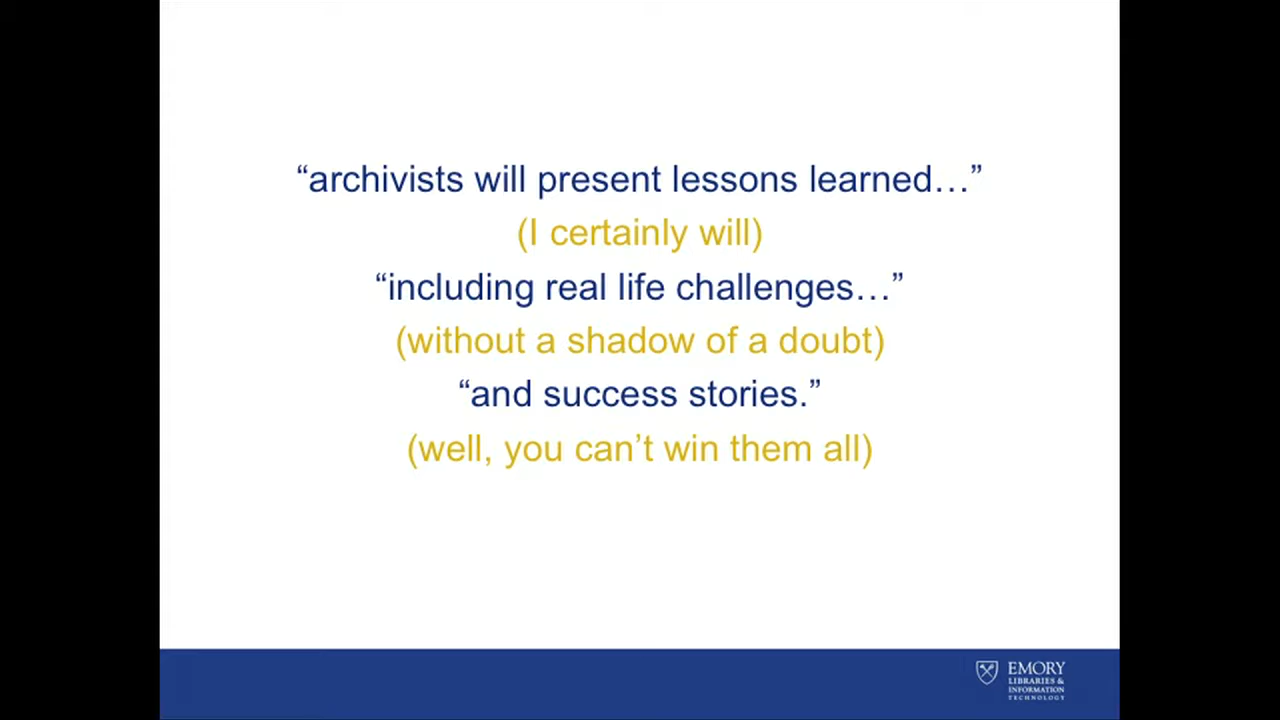 “archivists will present lessons learned…”
(I certainly will)
“including real life challenges…”
(without a shadow of a doubt)
“and success stories.”
(well, you can’t win them all)
EMORY
LIBRARIES &
INFORMATION
TECHNOLOGY